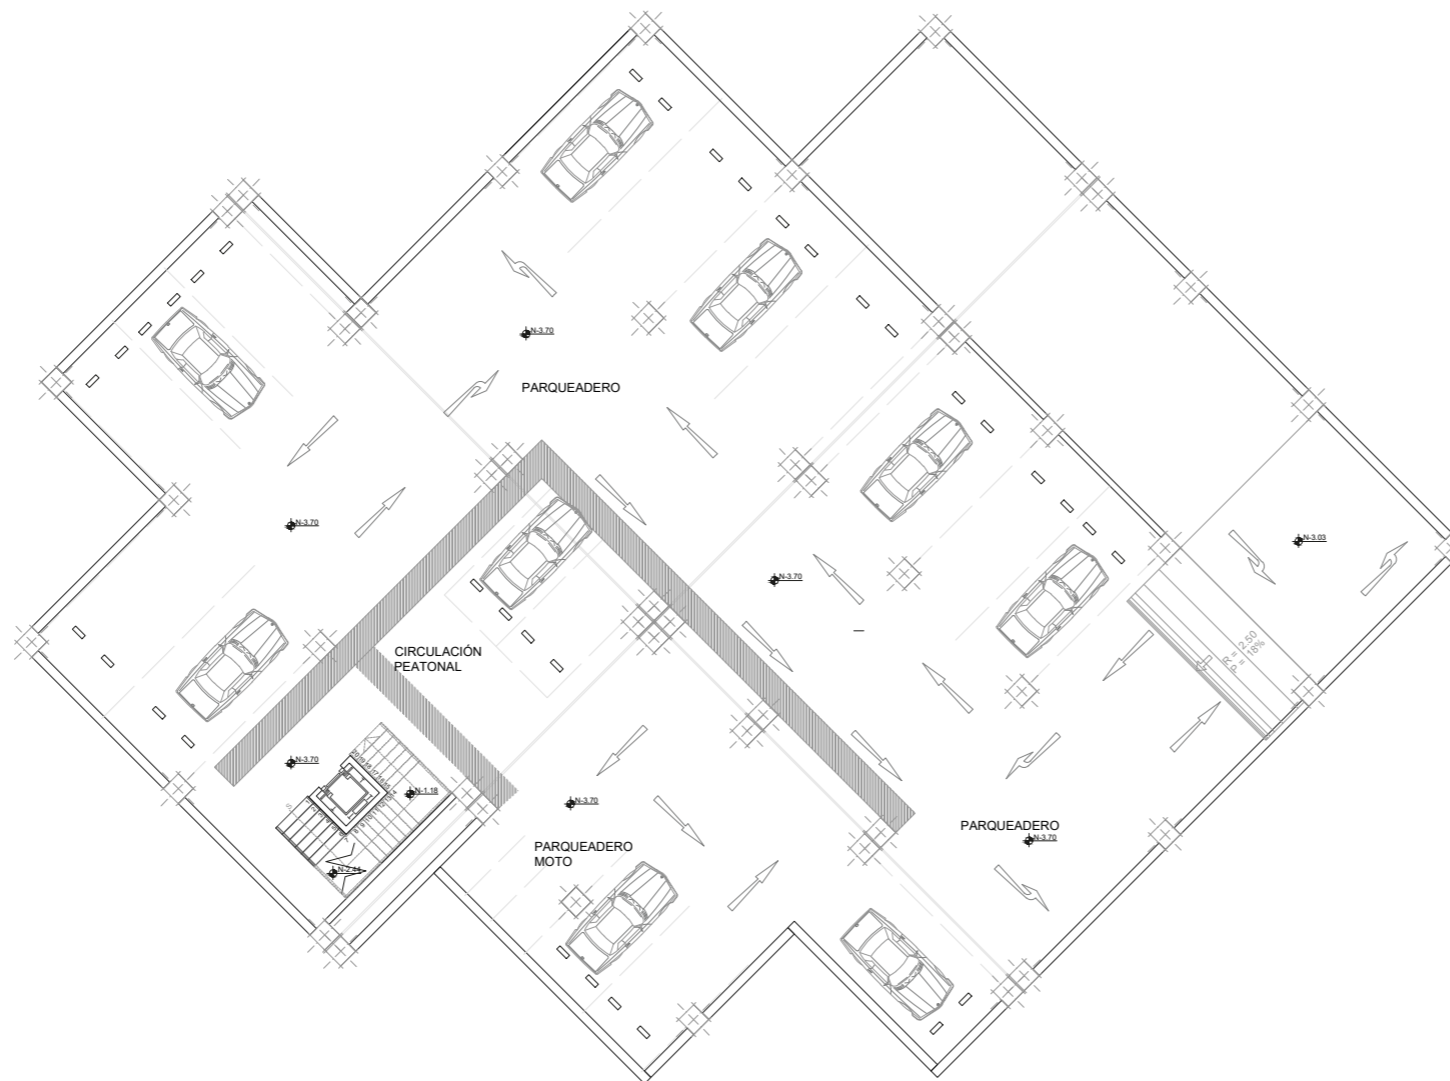 N-3.70
PARQUEADERO
N-3.70
N-3.03
N-3.70
CIRCULACIÓN
PEATONAL
R = 2.50
P = 18%
N-3.70
N-1.18
N-3.70
PARQUEADERO
MOTO
PARQUEADERO
N-3.70